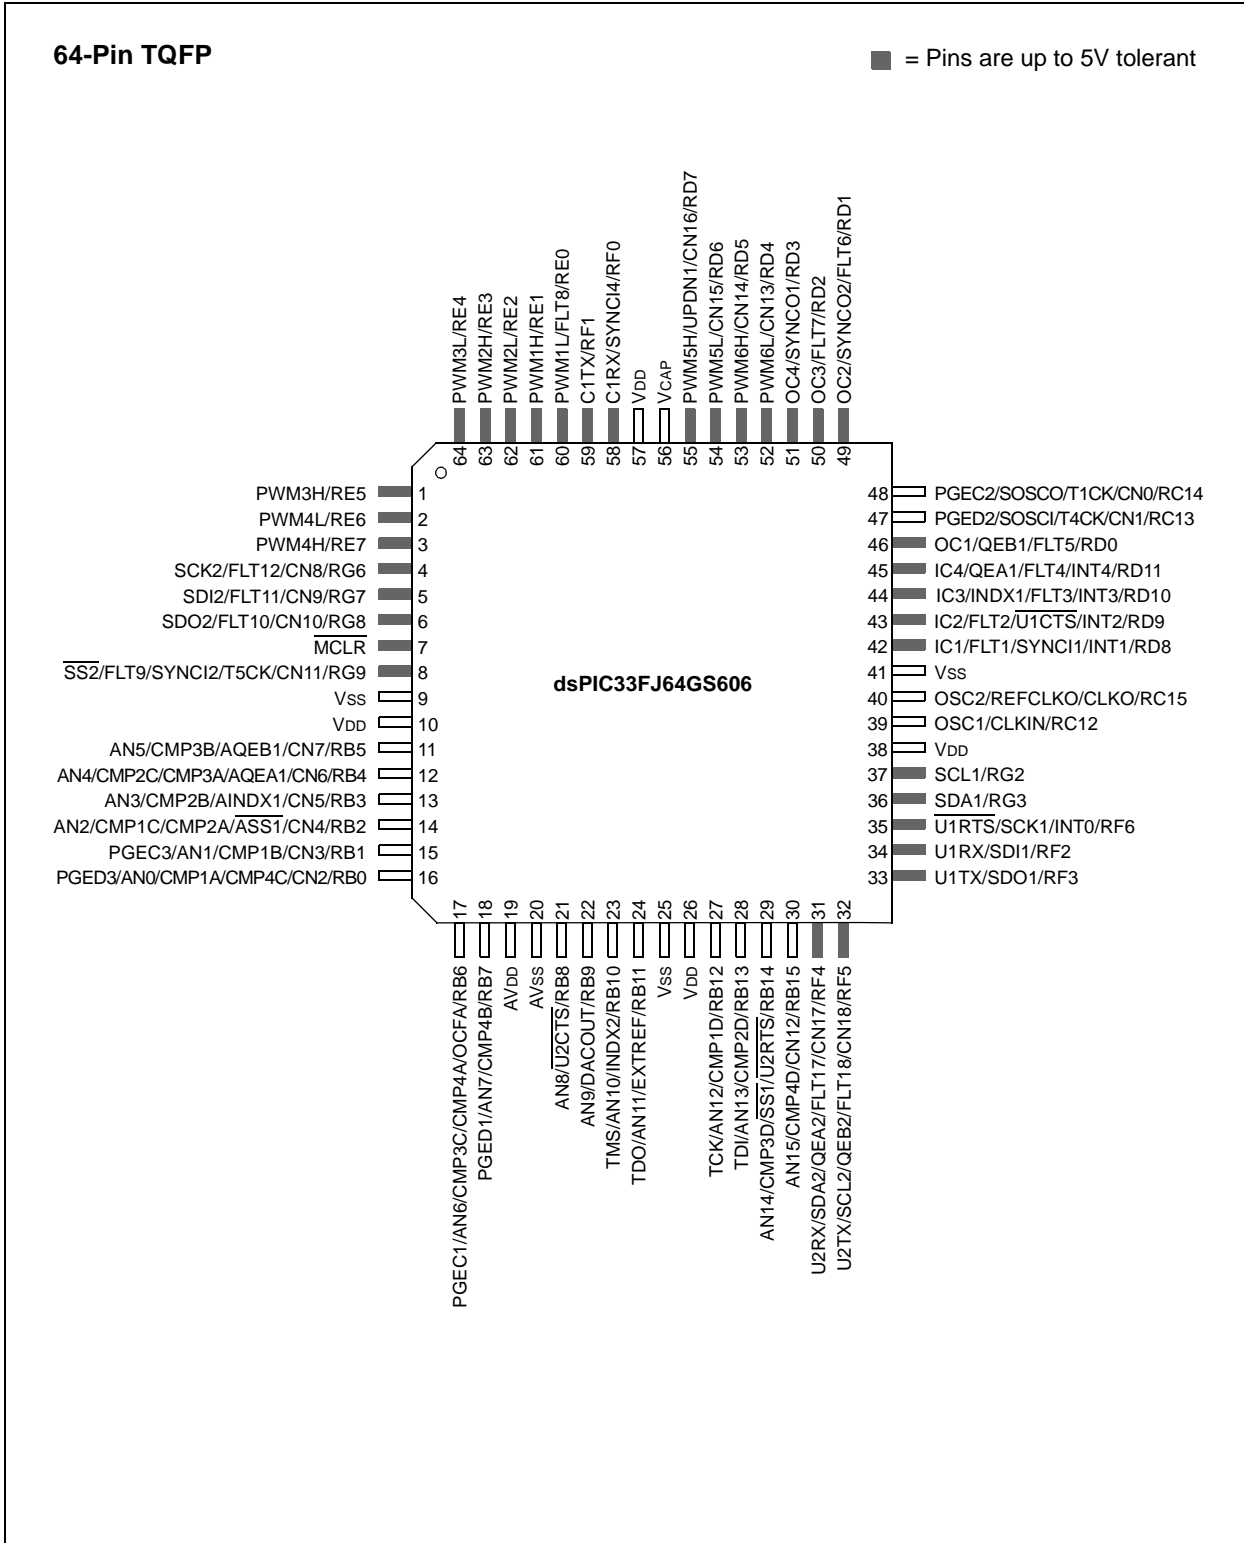 64-Pin TQFP
= Pins are up to 5V tolerant
PWM3L/RE4
PWM2H/RE3
PWM2L/RE2
PWM1H/RE1
PWM1L/FLT8/RE0
C1TX/RF1
C1RX/SYNCI4/RF0
VDD
VCAP
PWM5H/UPDN1/CN16/RD7
PWM5L/CN15/RD6
PWM6H/CN14/RD5
PWM6L/CN13/RD4
OC4/SYNCO1/RD3
OC3/FLT7/RD2
OC2/SYNCO2/FLT6/RD1
64
63
62
61
60
59
58
57
56
55
54
53
52
51
50
49
PWM3H/RE5 1
PWM4L/RE6 2
PWM4H/RE7 3
SCK2/FLT12/CN8/RG6 4
SDI2/FLT11/CN9/RG7 5
SDO2/FLT10/CN10/RG8 6
MCLR 7
SS2/FLT9/SYNCI2/T5CK/CN11/RG9 8
VSS 9
VDD 10
AN5/CMP3B/AQEB1/CN7/RB5 11
AN4/CMP2C/CMP3A/AQEA1/CN6/RB4 12
AN3/CMP2B/AINDX1/CN5/RB3 13
AN2/CMP1C/CMP2A/ASS1/CN4/RB2 14
PGEC3/AN1/CMP1B/CN3/RB1 15
PGED3/AN0/CMP1A/CMP4C/CN2/RB0 16
dsPIC33FJ64GS606
48 PGEC2/SOSCO/T1CK/CN0/RC14
47 PGED2/SOSCI/T4CK/CN1/RC13
46 OC1/QEB1/FLT5/RD0
45 IC4/QEA1/FLT4/INT4/RD11
44 IC3/INDX1/FLT3/INT3/RD10
43 IC2/FLT2/U1CTS/INT2/RD9
42 IC1/FLT1/SYNCI1/INT1/RD8
41 VSS
40 OSC2/REFCLKO/CLKO/RC15
39 OSC1/CLKIN/RC12
38 VDD
37 SCL1/RG2
36 SDA1/RG3
35 U1RTS/SCK1/INT0/RF6
34 U1RX/SDI1/RF2
33 U1TX/SDO1/RF3
17
18
19
20
21
22
23
24
25
26
27
28
29
30
31
32
PGEC1/AN6/CMP3C/CMP4A/OCFA/RB6
PGED1/AN7/CMP4B/RB7
AVDD
AVSS
AN8/U2CTS/RB8
AN9/DACOUT/RB9
TMS/AN10/INDX2/RB10
TDO/AN11/EXTREF/RB11
VSS
VDD
TCK/AN12/CMP1D/RB12
TDI/AN13/CMP2D/RB13
AN14/CMP3D/SS1/U2RTS/RB14
AN15/CMP4D/CN12/RB15
U2RX/SDA2/QEA2/FLT17/CN17/RF4
U2TX/SCL2/QEB2/FLT18/CN18/RF5